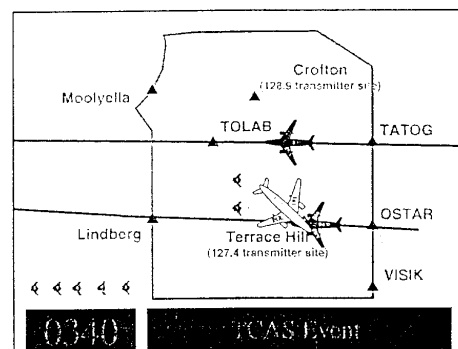 Crofton
(128.9 transmitter site)
Moolyella
TOLAB
TATOG
OSTAR
Lindberg
Terrace Hill
(127.4 transmitter site)
VISIK
0340
TCAS Event